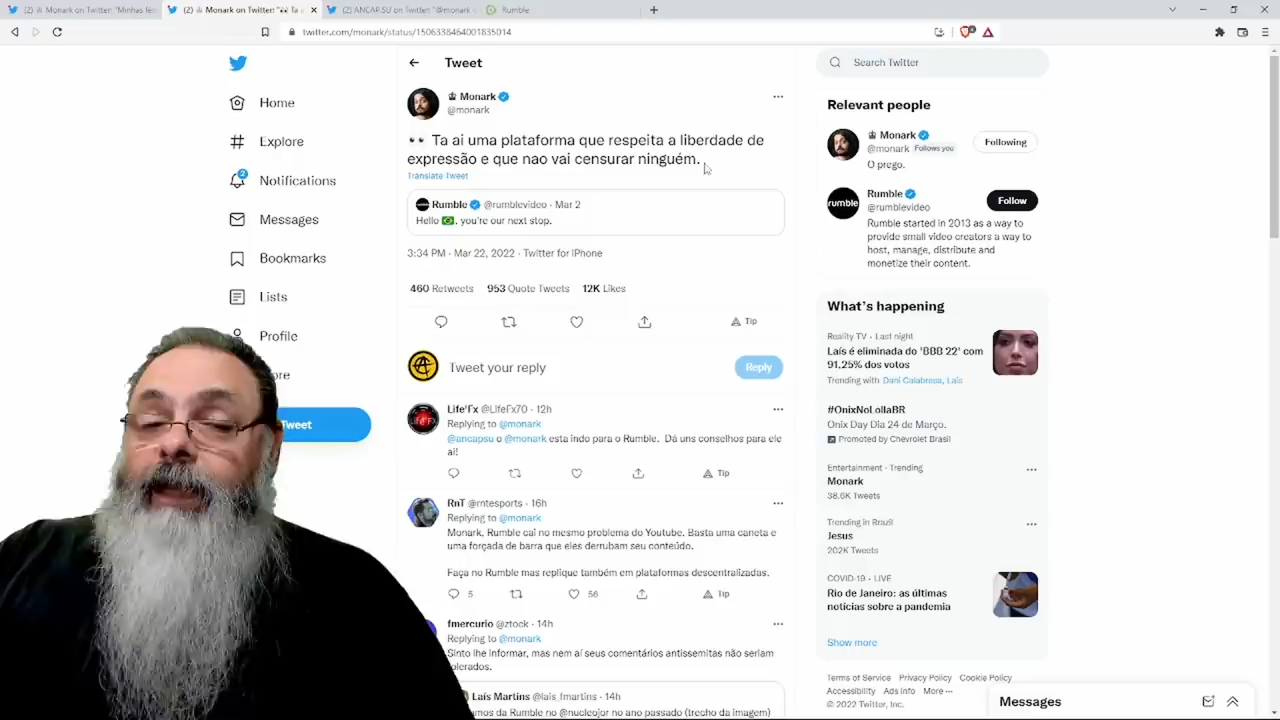 (2) ♔ Monark on Twitter: "Minhas féri
(2) ♔ Monark on Twitter: "👀 Ta a
(2) ANCAP.SU on Twitter: "@monark
Rumble
twitter.com/monark/status/1506338464001835014
Home
Explore
2
Notifications
Messages
Bookmarks
Lists
Profile
ore
Tweet
Tweet
♔ Monark
@monark
👀 Ta ai uma plataforma que respeita a liberdade de
expressão e que nao vai censurar ninguém.
Translate Tweet
Rumble @rumblevideo · Mar 2
Hello 🇧🇷, you're our next stop.
3:34 PM · Mar 22, 2022 · Twitter for iPhone
460 Retweets 953 Quote Tweets 12K Likes
Tip
Tweet your reply
Reply
Life'Γx @LifeFx70 · 12h
Replying to @monark
@ancapsu o @monark esta indo para o Rumble. Dá uns conselhos para ele
aí!
Tip
RnT @rntesports · 16h
Replying to @monark
Monark, Rumble cai no mesmo problema do Youtube. Basta uma caneta e
uma forçada de barra que eles derrubam seu conteúdo.
Faça no Rumble mas replique também em plataformas descentralizadas.
5 56 Tip
fmercurio @ztock · 14h
Replying to @monark
Sinto lhe informar, mas nem aí seus comentários antissemitas não seriam
olerados.
Laís Martins @lais_fmartins · 14h
mos da Rumble no @nucleojor no ano passado (trecho da imagem)
Search Twitter
Relevant people
♔ Monark
@monark Follows you
Following
O prego.
Rumble
@rumblevideo
Follow
rumble
Rumble started in 2013 as a way to
provide small video creators a way to
host, manage, distribute and
monetize their content.
What's happening
Reality TV · Last night
Laís é eliminada do 'BBB 22' com
91,25% dos votos
Trending with Dani Calabresa, Laís
#OnixNoLollaBR
Onix Day Dia 24 de Março.
Promoted by Chevrolet Brasil
Entertainment · Trending
Monark
38.6K Tweets
Trending in Brazil
Jesus
202K Tweets
COVID-19 · LIVE
Rio de Janeiro: as últimas
notícias sobre a pandemia
Show more
Terms of Service Privacy Policy Cookie Policy
Accessibility Ads info More ···
© 2022 Twitter, Inc.
Messages